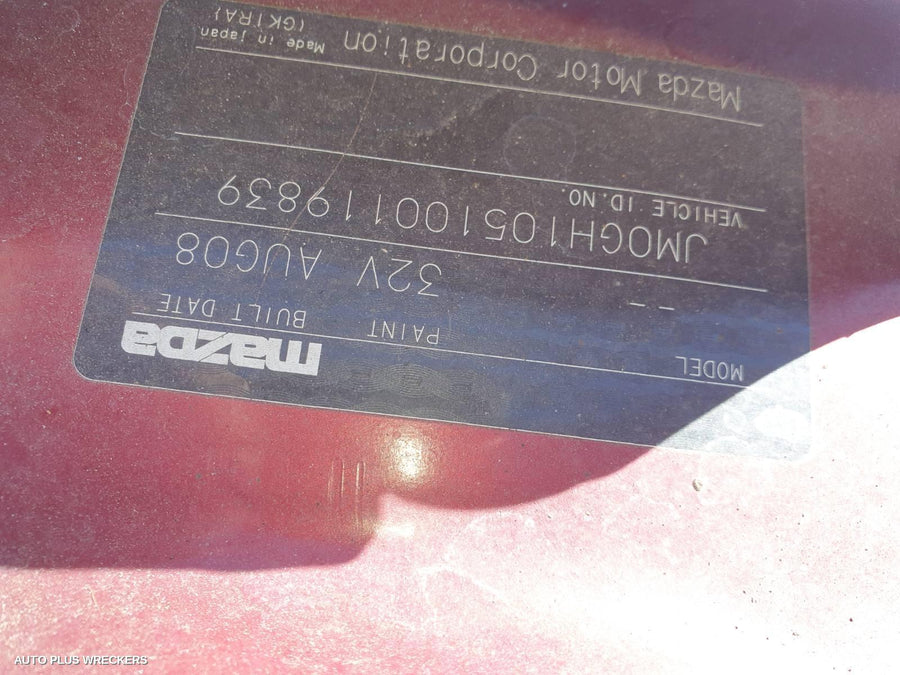 mazda
MODEL PAINT BUILT DATE
-- 32V AUG08
JM0GH105100119839
VEHICLE ID.NO.
Mazda Motor Corporation Made in japan
(GK1RA)
AUTO PLUS WRECKERS